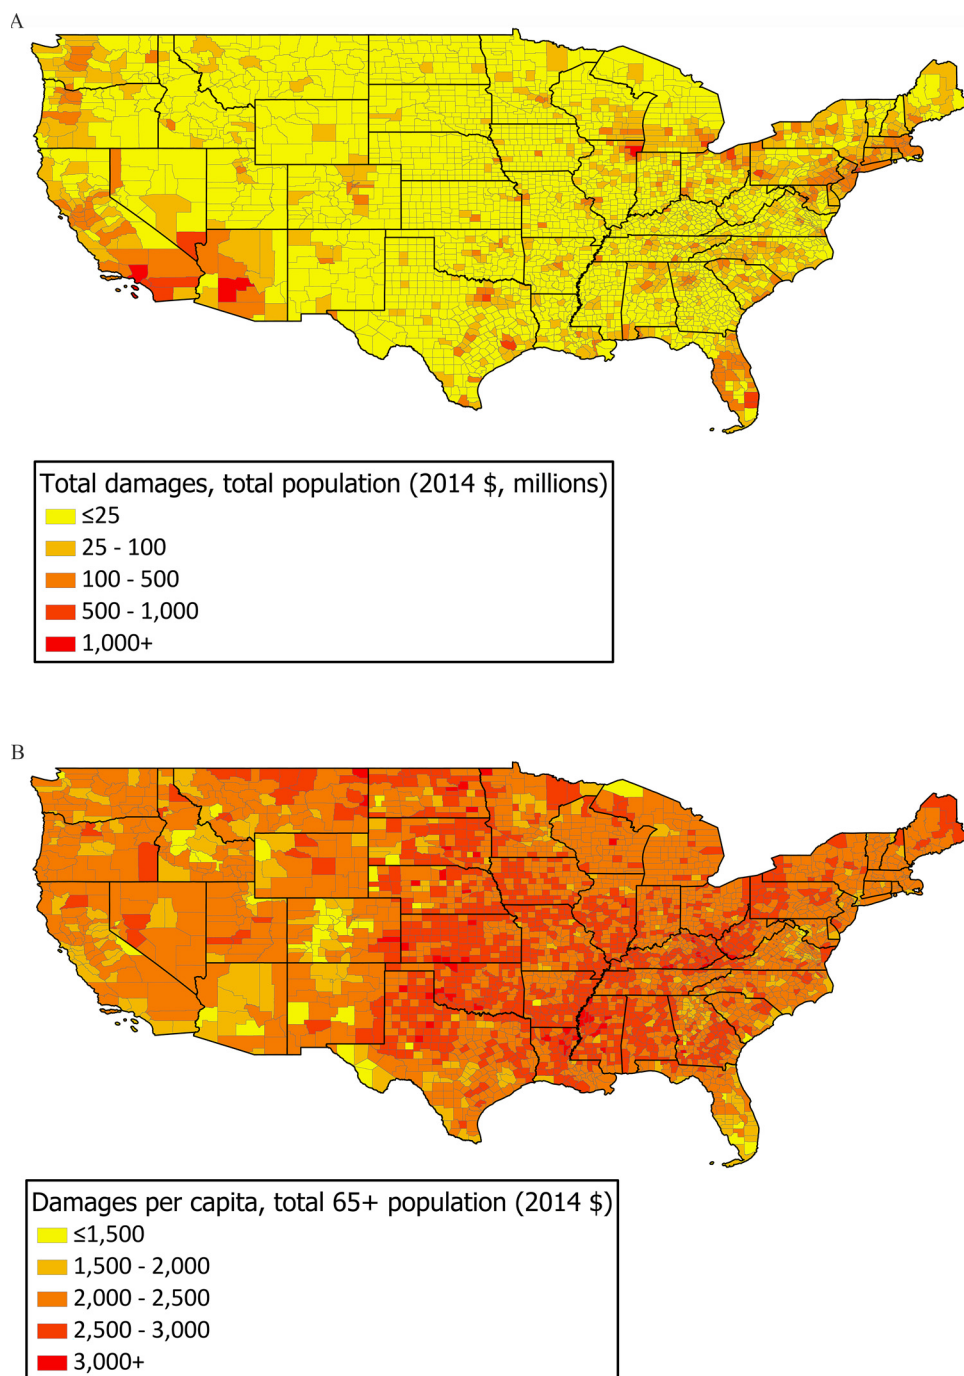 A
Total damages, total population (2014 $, millions)
≤25
25 - 100
100 - 500
500 - 1,000
1,000+
B
Damages per capita, total 65+ population (2014 $)
≤1,500
1,500 - 2,000
2,000 - 2,500
2,500 - 3,000
3,000+